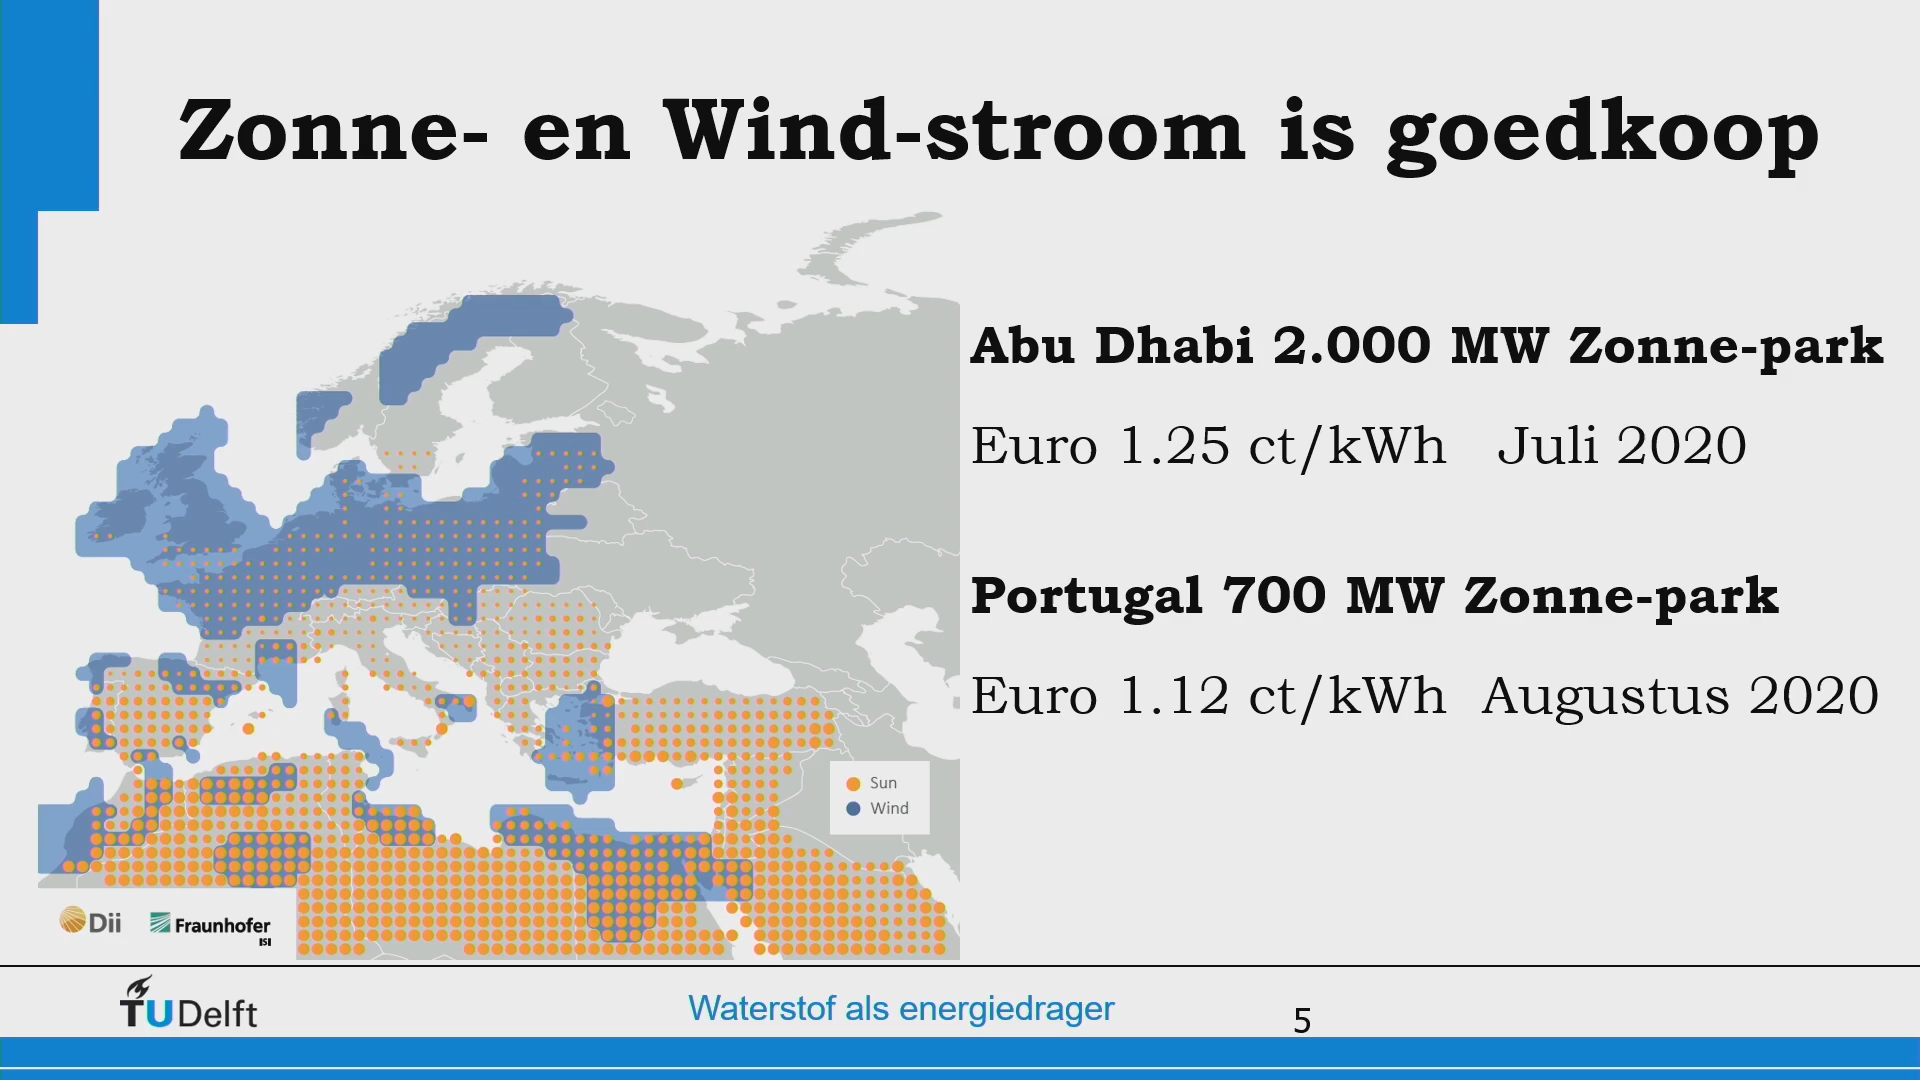 Zonne- en Wind-stroom is goedkoop
Abu Dhabi 2.000 MW Zonne-park
Euro 1.25 ct/kWh Juli 2020
Portugal 700 MW Zonne-park
Euro 1.12 ct/kWh Augustus 2020
Sun
Wind
Dii
Fraunhofer
ISI
TU Delft
Waterstof als energiedrager
5